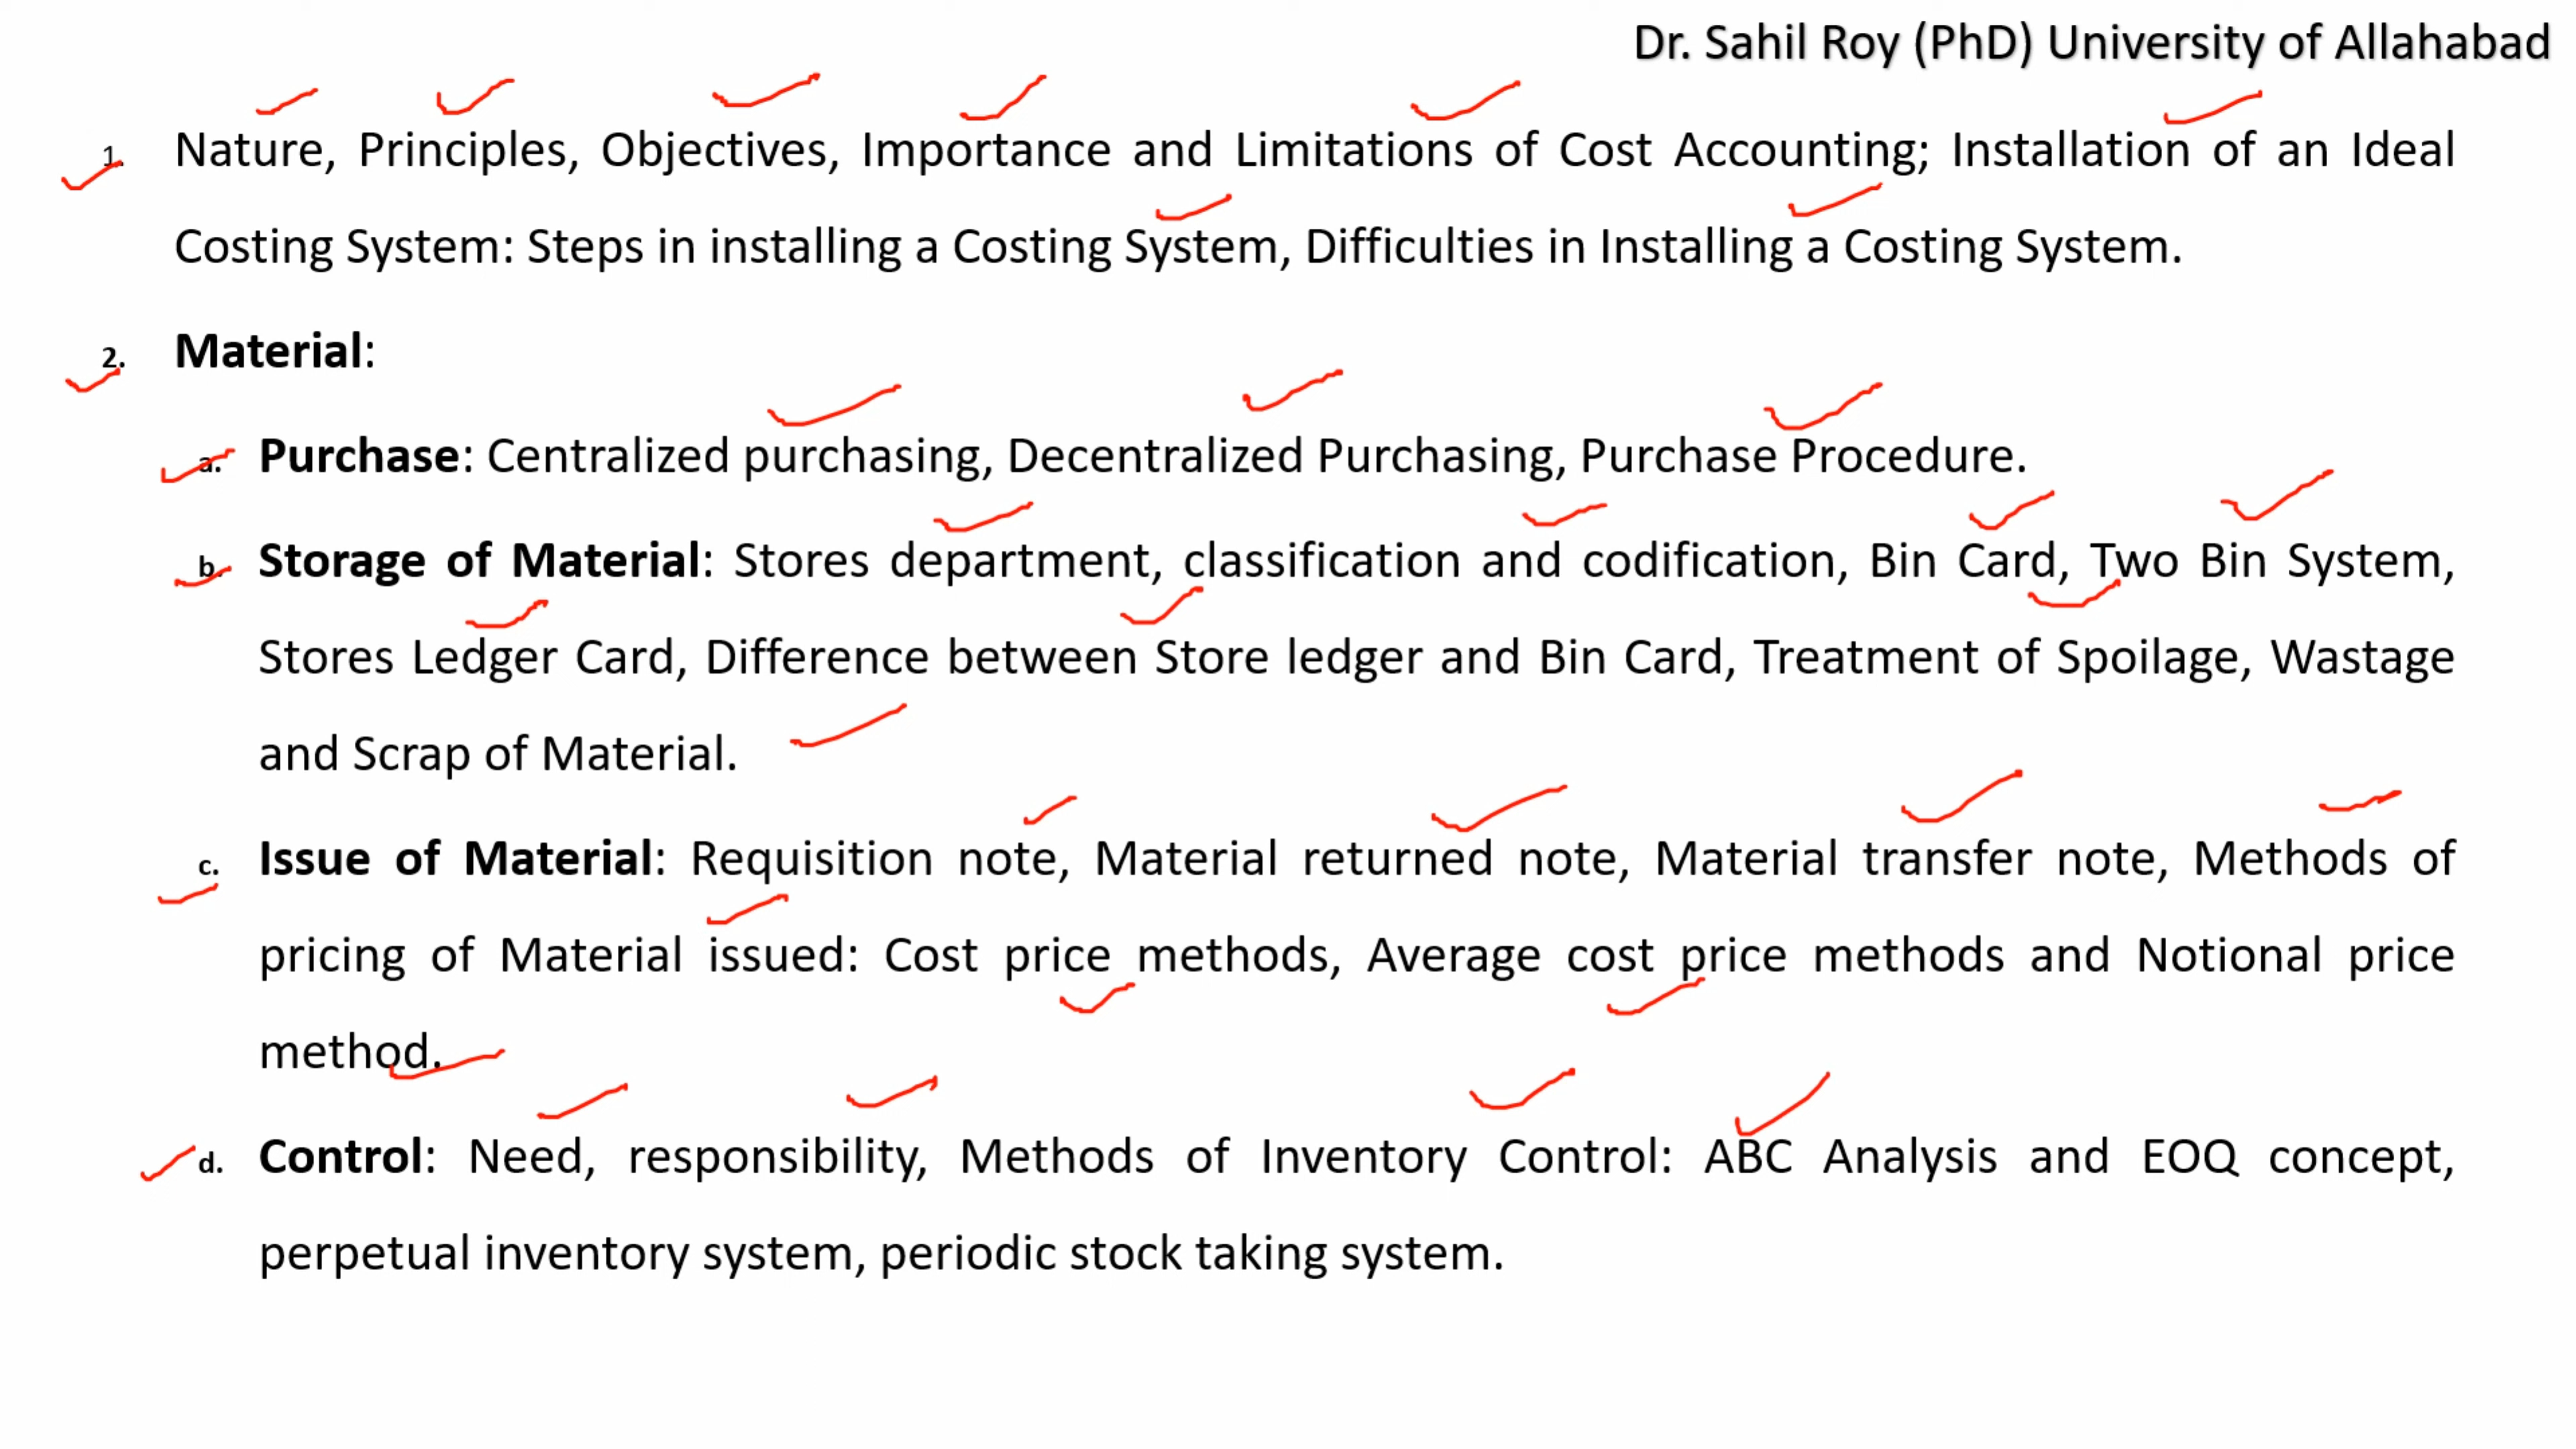 Dr. Sahil Roy (PhD) University of Allahabad
1. Nature, Principles, Objectives, Importance and Limitations of Cost Accounting; Installation of an Ideal
Costing System: Steps in installing a Costing System, Difficulties in Installing a Costing System.
2. Material:
a. Purchase: Centralized purchasing, Decentralized Purchasing, Purchase Procedure.
b. Storage of Material: Stores department, classification and codification, Bin Card, Two Bin System,
Stores Ledger Card, Difference between Store ledger and Bin Card, Treatment of Spoilage, Wastage
and Scrap of Material.
c. Issue of Material: Requisition note, Material returned note, Material transfer note, Methods of
pricing of Material issued: Cost price methods, Average cost price methods and Notional price
method.
d. Control: Need, responsibility, Methods of Inventory Control: ABC Analysis and EOQ concept,
perpetual inventory system, periodic stock taking system.